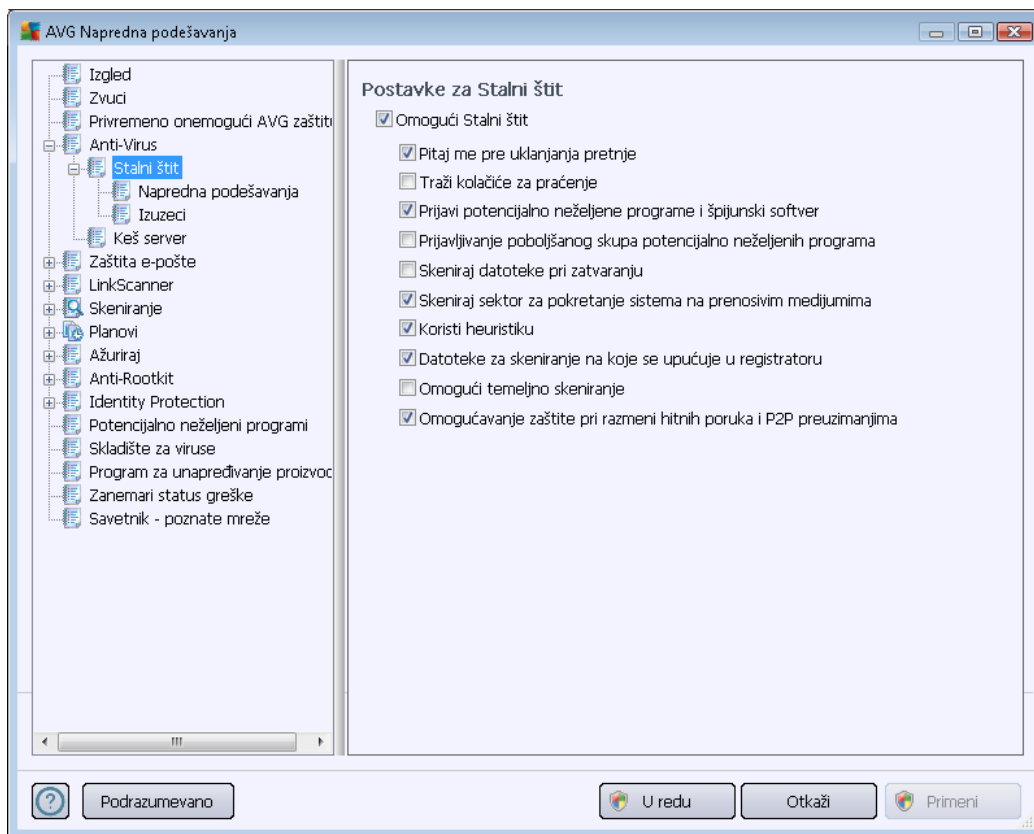 AVG Napredna podešavanja
Izgled
Zvuci
Privremeno onemogući AVG zaštitu
Anti-Virus
Stalni štit
Napredna podešavanja
Izuzeci
Keš server
Zaštita e-pošte
LinkScanner
Skeniranje
Planovi
Ažuriraj
Anti-Rootkit
Identity Protection
Potencijalno neželjeni programi
Skladište za viruse
Program za unapređivanje proizvod
Zanemari status greške
Savetnik - poznate mreže
Postavke za Stalni štit
Omogući Stalni štit
Pitaj me pre uklanjanja pretnje
Traži kolačiće za praćenje
Prijavi potencijalno neželjene programe i špijunski softver
Prijavljivanje poboljšanog skupa potencijalno neželjenih programa
Skeniraj datoteke pri zatvaranju
Skeniraj sektor za pokretanje sistema na prenosivim medijumima
Koristi heuristiku
Datoteke za skeniranje na koje se upućuje u registratoru
Omogući temeljno skeniranje
Omogućavanje zaštite pri razmeni hitnih poruka i P2P preuzimanjima
Podrazumevano
U redu
Otkaži
Primeni